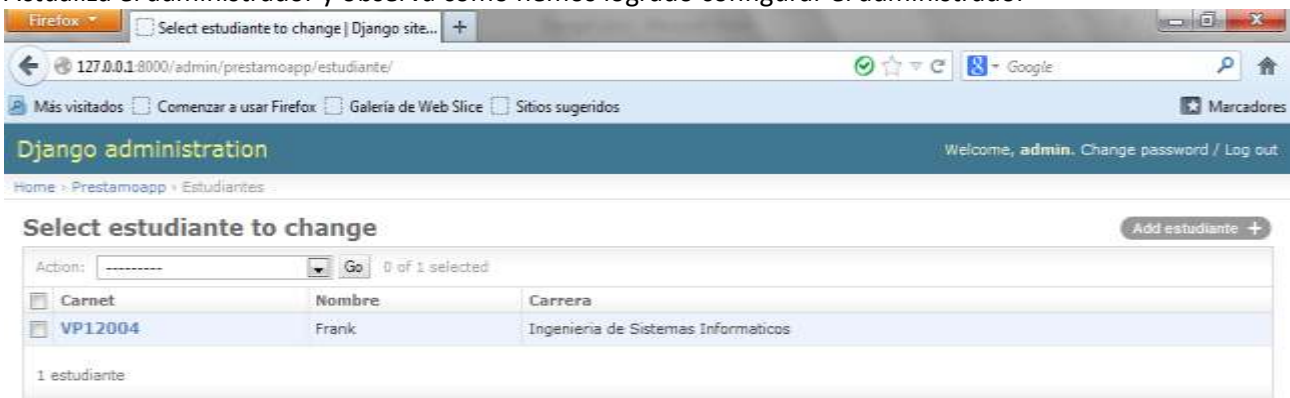 Actualiza el administrador y observa como hemos logrado configurar el administrador
Firefox
Select estudiante to change | Django site...
127.0.0.1:8000/admin/prestamoapp/estudiante/
Google
Más visitados Comenzar a usar Firefox Galería de Web Slice Sitios sugeridos Marcadores
Django administration
Welcome, admin. Change password / Log out
Home › Prestamoapp › Estudiantes
Select estudiante to change
Add estudiante +
Action: --------- Go 0 of 1 selected
Carnet Nombre Carrera
VP12004 Frank Ingenieria de Sistemas Informaticos
1 estudiante